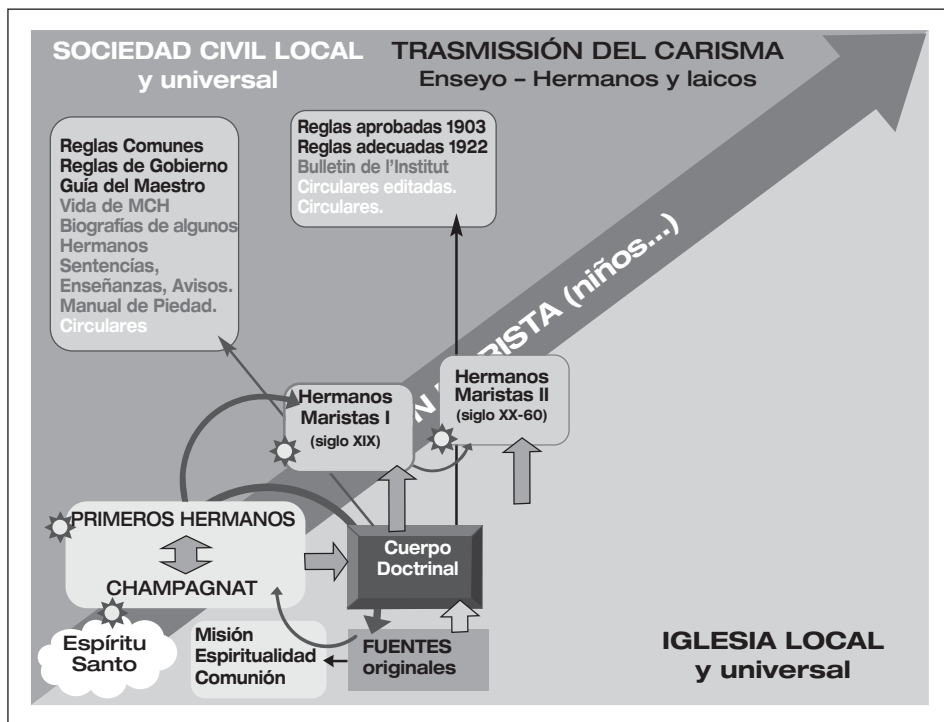 SOCIEDAD CIVIL LOCAL
y universal
TRASMISSIÓN DEL CARISMA
Enseyo – Hermanos y laicos
Reglas Comunes
Reglas de Gobierno
Guía del Maestro
Vida de MCH
Biografías de algunos
Hermanos
Sentencías,
Enseñanzas, Avisos.
Manual de Piedad.
Circulares
Reglas aprobadas 1903
Reglas adecuadas 1922
Bulletin de l'Institut
Circulares editadas.
Circulares.
(niños...)
Hermanos
Maristas I
(siglo XIX)
Hermanos
Maristas II
(siglo XX-60)
PRIMEROS HERMANOS
CHAMPAGNAT
Cuerpo
Doctrinal
Espíritu
Santo
Misión
Espiritualidad
Comunión
FUENTES
originales
IGLESIA LOCAL
y universal